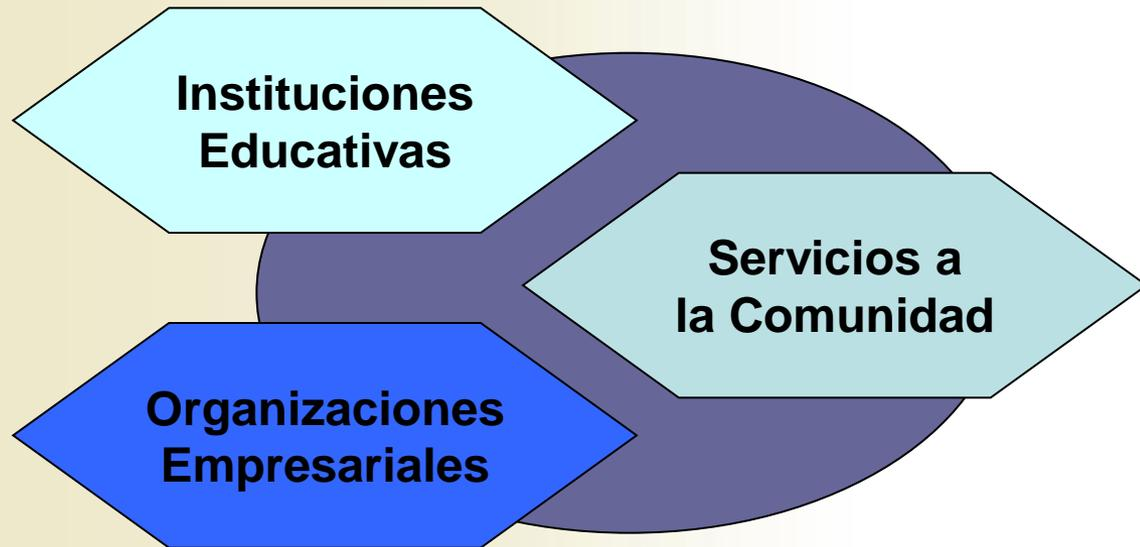 Instituciones
Educativas
Servicios a
la Comunidad
Organizaciones
Empresariales